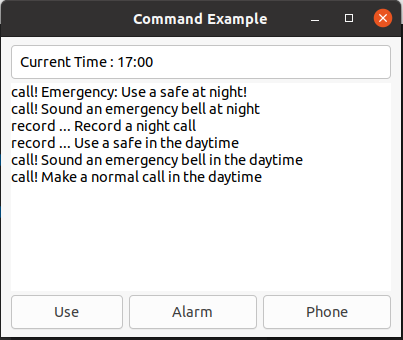 Command Example
Current Time : 17:00
call! Emergency: Use a safe at night!
call! Sound an emergency bell at night
record ... Record a night call
record ... Use a safe in the daytime
call! Sound an emergency bell in the daytime
call! Make a normal call in the daytime
Use Alarm Phone